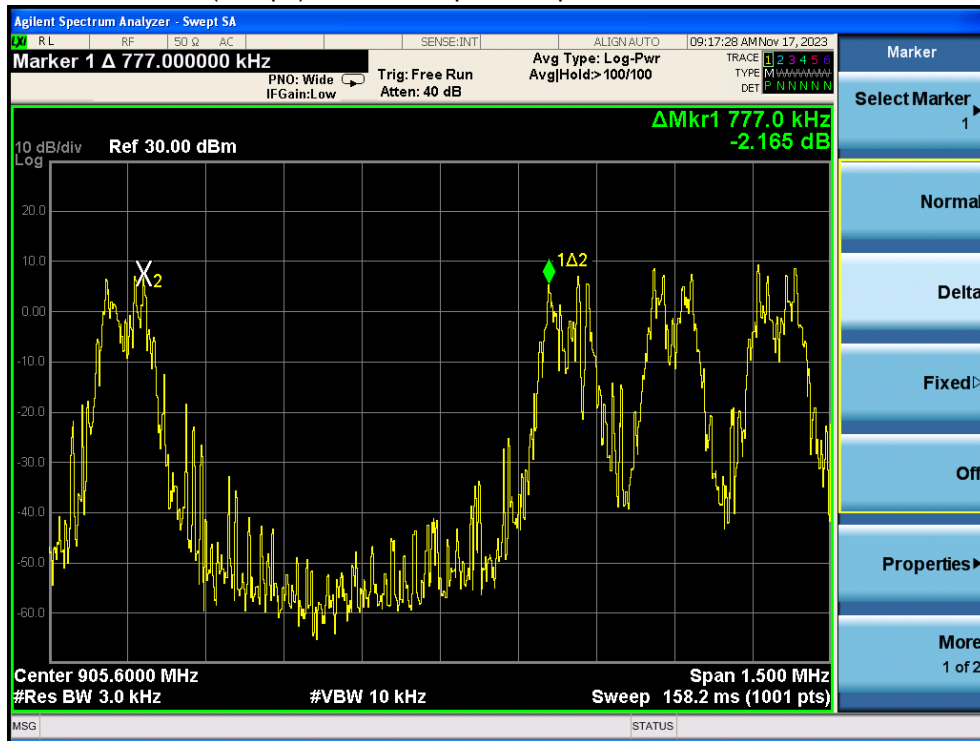 Agilent Spectrum Analyzer - Swept SA
LXI RL RF 50 Ω AC SENSE:INT ALIGN AUTO 09:17:28 AM Nov 17, 2023
Marker 1 Δ 777.000000 kHz
PNO: Wide
IFGain:Low
Trig: Free Run
Atten: 40 dB
Avg Type: Log-Pwr
Avg|Hold:>100/100
TRACE 1 2 3 4 5 6
TYPE M WWWWW
DET P N N N N N
ΔMkr1 777.0 kHz
-2.165 dB
10 dB/div Ref 30.00 dBm
Log
20.0
10.0
0.00
-10.0
-20.0
-30.0
-40.0
-50.0
-60.0
2
1Δ2
Center 905.6000 MHz Span 1.500 MHz
#Res BW 3.0 kHz #VBW 10 kHz Sweep 158.2 ms (1001 pts)
MSG STATUS
Marker
Select Marker
1
Normal
Delta
Fixed
Off
Properties
More
1 of 2